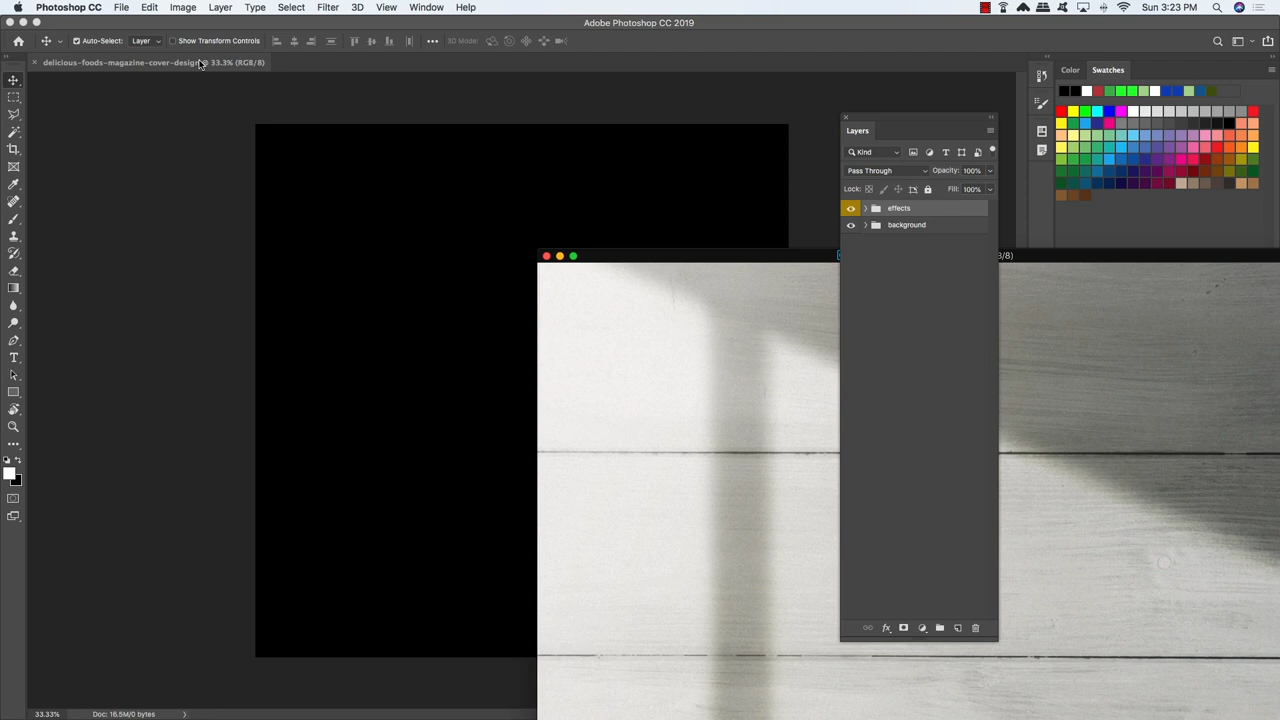 Photoshop CC File Edit Image Layer Type Select Filter 3D View Window Help Sun 3:23 PM
Adobe Photoshop CC 2019
Auto-Select: Layer Show Transform Controls 3D Mode:
delicious-foods-magazine-cover-design @ 33.3% (RGB/8)
Color Swatches
Layers
Kind
Pass Through Opacity: 100%
Lock: Fill: 100%
effects
background
3/8)
33.33% Doc: 16.5M/0 bytes